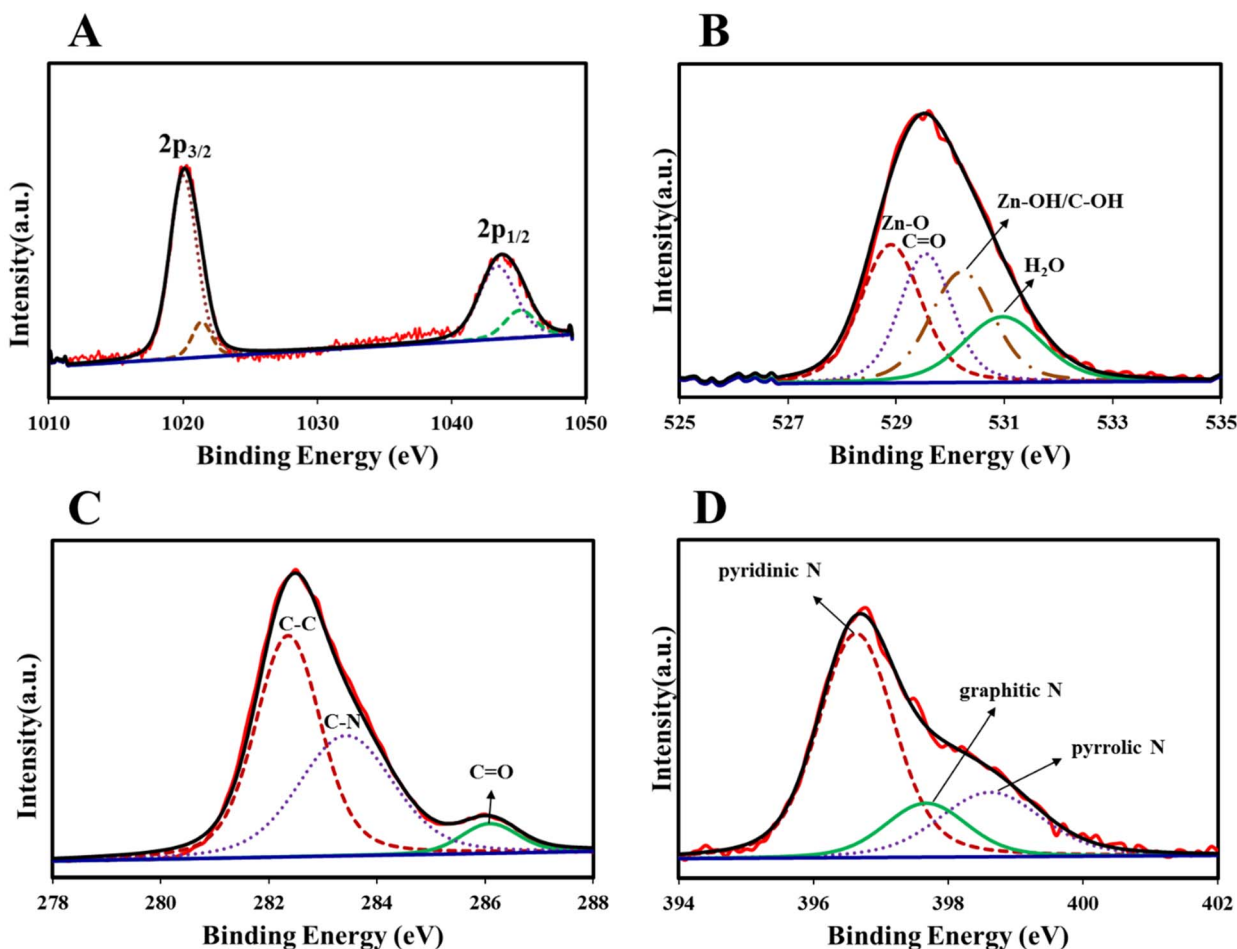 A
2p3/2
2p1/2
Intensity(a.u.)
1010 1020 1030 1040 1050
Binding Energy (eV)
B
Zn-OH/C-OH
Zn-O
C=O
H2O
Intensity(a.u.)
525 527 529 531 533 535
Binding Energy (eV)
C
C-C
C-N
C=O
Intensity(a.u.)
278 280 282 284 286 288
Binding Energy (eV)
D
pyridinic N
graphitic N
pyrrolic N
Intensity(a.u.)
394 396 398 400 402
Binding Energy (eV)